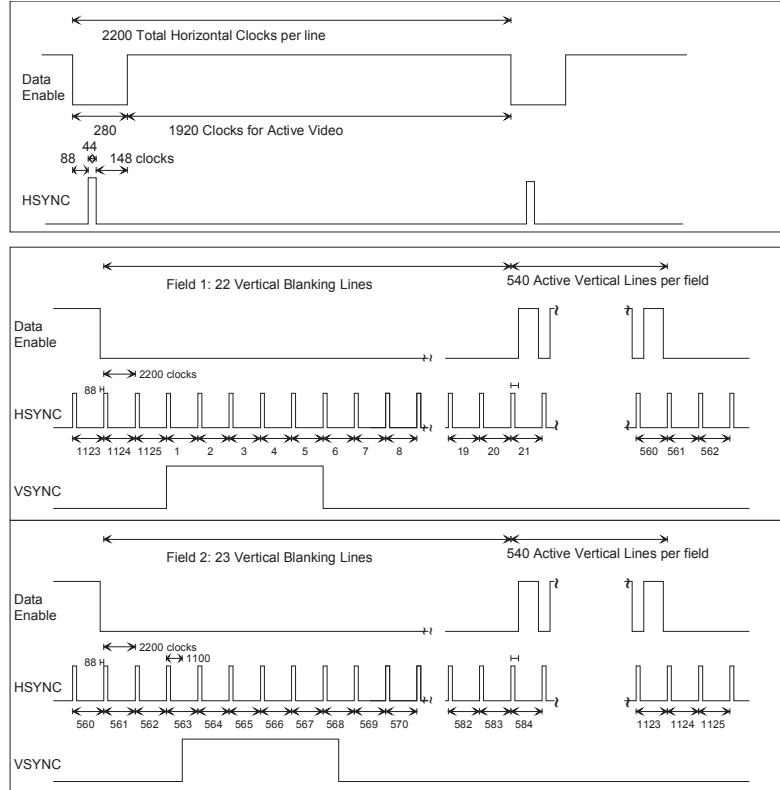 2200 Total Horizontal Clocks per line
Data
Enable
280
1920 Clocks for Active Video
44
88
148 clocks
HSYNC
Field 1: 22 Vertical Blanking Lines
540 Active Vertical Lines per field
Data
Enable
2200 clocks
88
HSYNC
1123 1124 1125 1 2 3 4 5 6 7 8 19 20 21 560 561 562
VSYNC
Field 2: 23 Vertical Blanking Lines
540 Active Vertical Lines per field
Data
Enable
2200 clocks
88
1100
HSYNC
560 561 562 563 564 565 566 567 568 569 570 582 583 584 1123 1124 1125
VSYNC